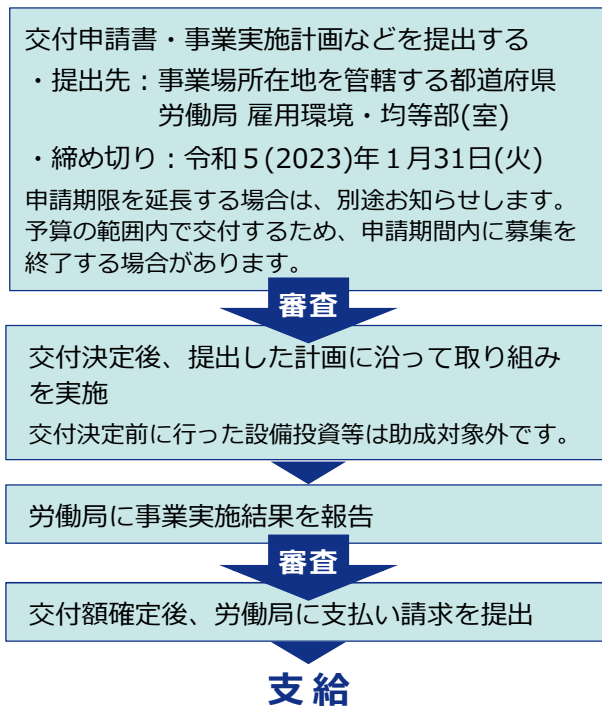 交付申請書・事業実施計画などを提出する
・提出先：事業場所在地を管轄する都道府県
労働局 雇用環境・均等部(室)
・締め切り：令和５(2023)年１月31日(火)
申請期限を延長する場合は、別途お知らせします。
予算の範囲内で交付するため、申請期間内に募集を
終了する場合があります。
審査
交付決定後、提出した計画に沿って取り組み
を実施
交付決定前に行った設備投資等は助成対象外です。
労働局に事業実施結果を報告
審査
交付額確定後、労働局に支払い請求を提出
支給